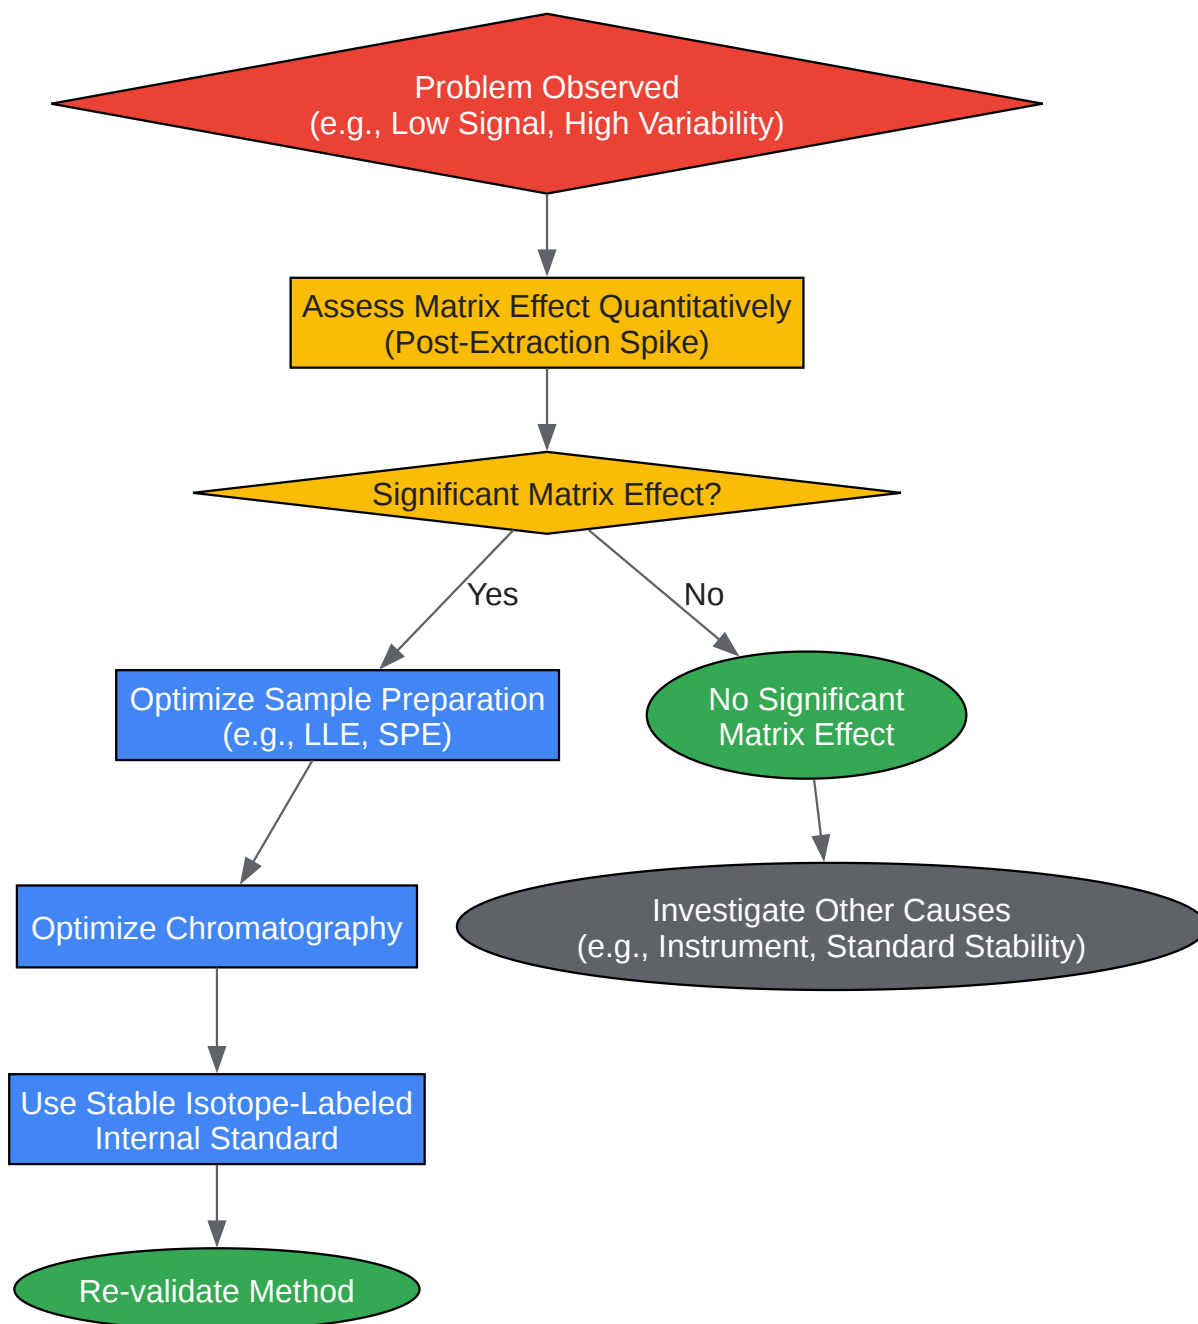 Problem Observed
(e.g., Low Signal, High Variability)
Assess Matrix Effect Quantitatively
(Post-Extraction Spike)
Significant Matrix Effect?
Yes
No
Optimize Sample Preparation
(e.g., LLE, SPE)
No Significant
Matrix Effect
Optimize Chromatography
Investigate Other Causes
(e.g., Instrument, Standard Stability)
Use Stable Isotope-Labeled
Internal Standard
Re-validate Method